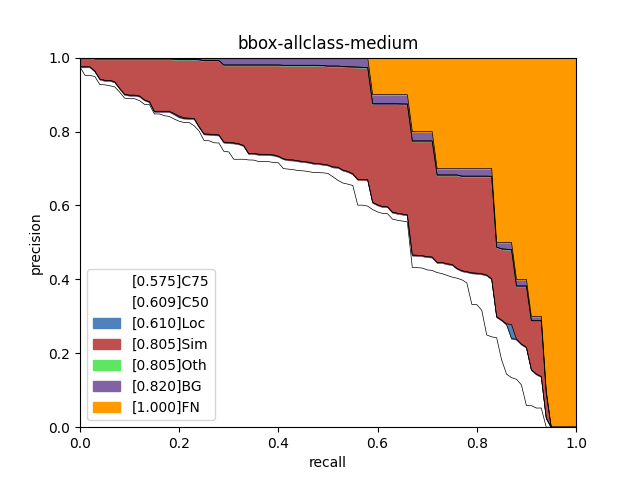 bbox-allclass-medium
1.0
0.8
0.6
0.4
0.2
0.0
precision
[0.575]C75
[0.609]C50
[0.610]Loc
[0.805]Sim
[0.805]Oth
[0.820]BG
[1.000]FN
0.0 0.2 0.4 0.6 0.8 1.0
recall